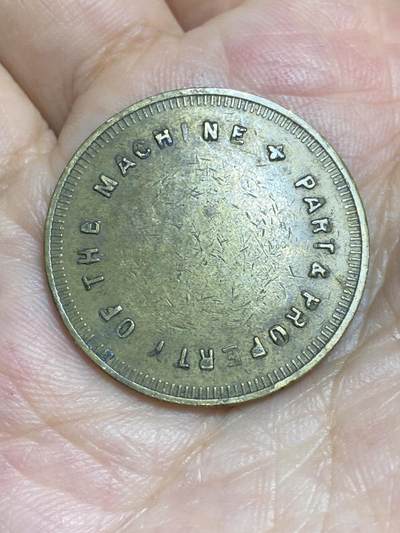 PART & PROPERTY OF THE MACHINE